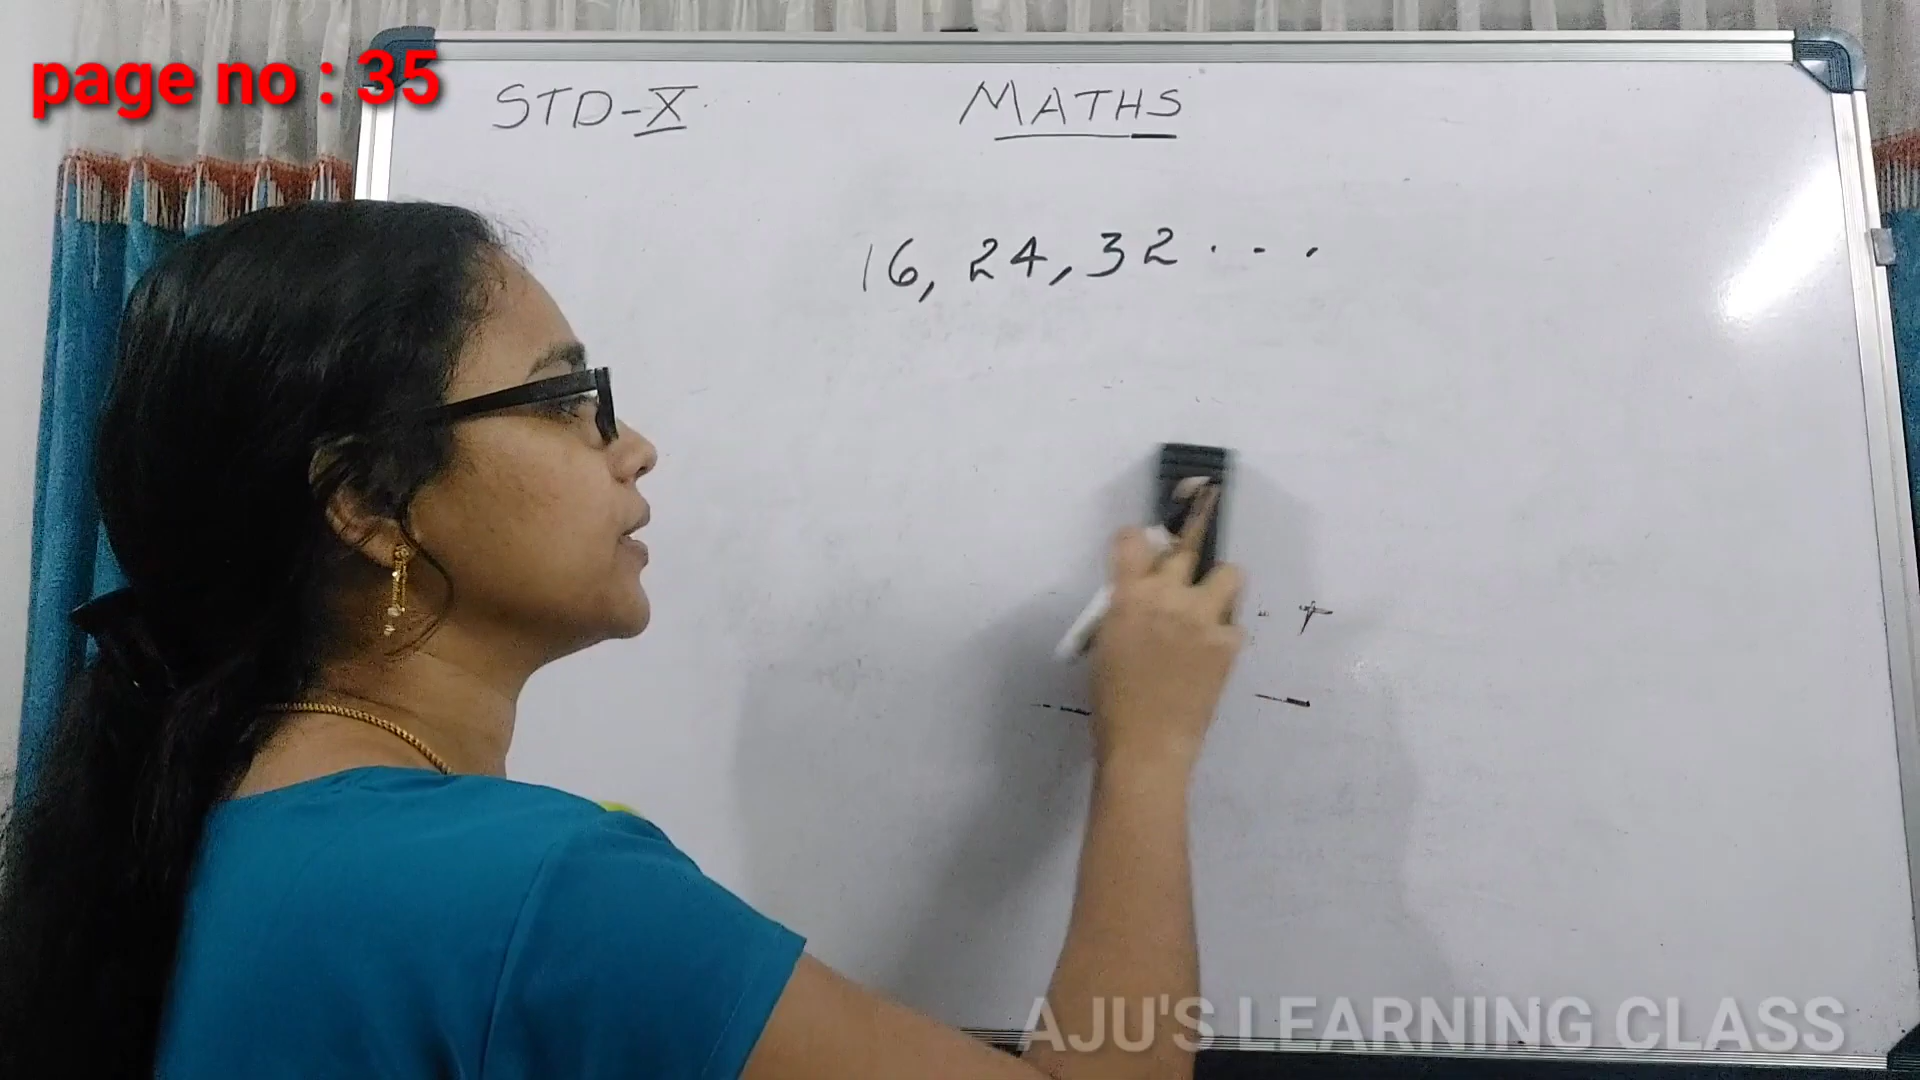 page no : 35
STD-X
MATHS
16, 24, 32 . . .
AJU'S LEARNING CLASS